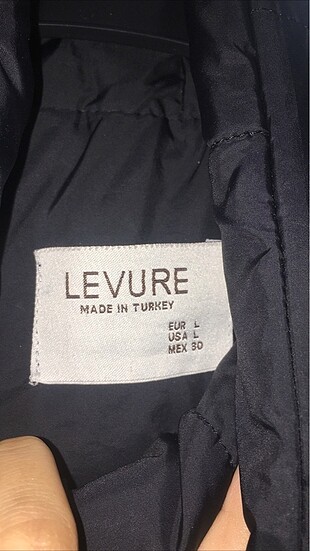 LEVURE
MADE IN TURKEY
EUR L
USA L
MEX 30